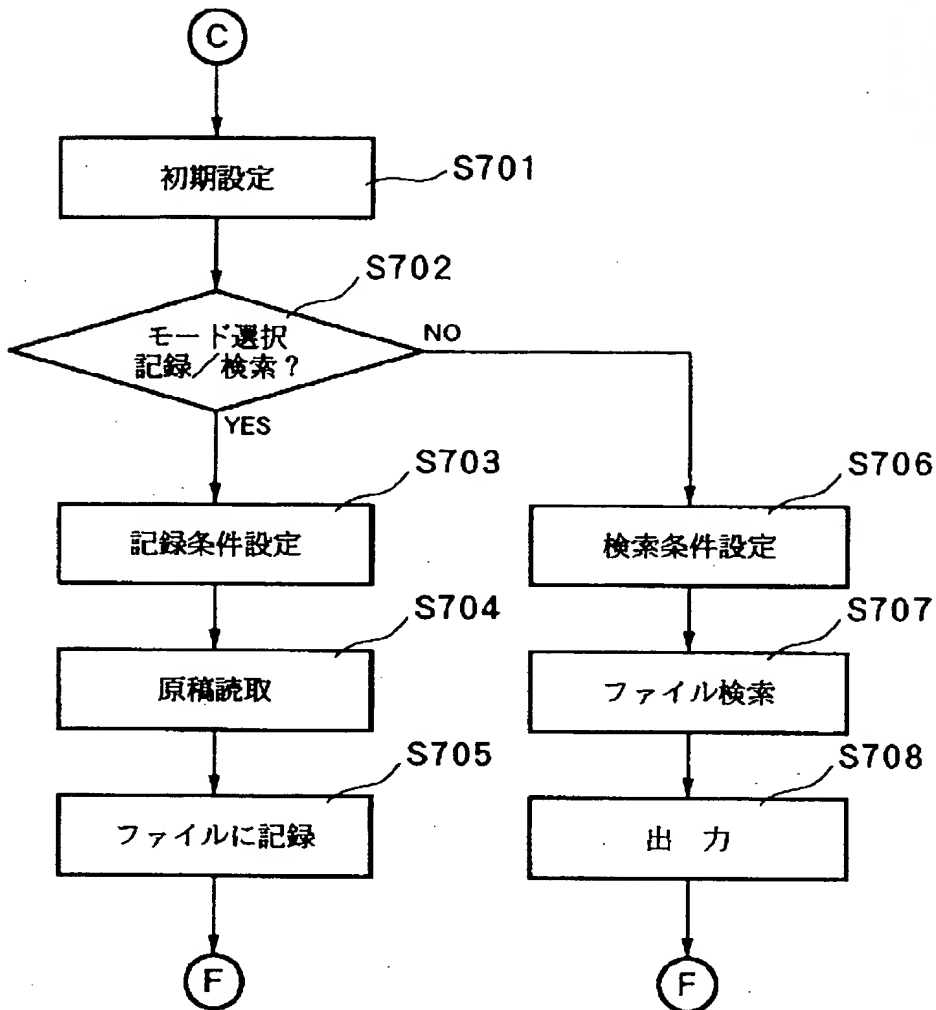 C
初期設定
S701
S702
モード選択
記録／検索？
NO
YES
S703
記録条件設定
S706
検索条件設定
S704
原稿読取
S707
ファイル検索
S705
ファイルに記録
S708
出 力
F
F